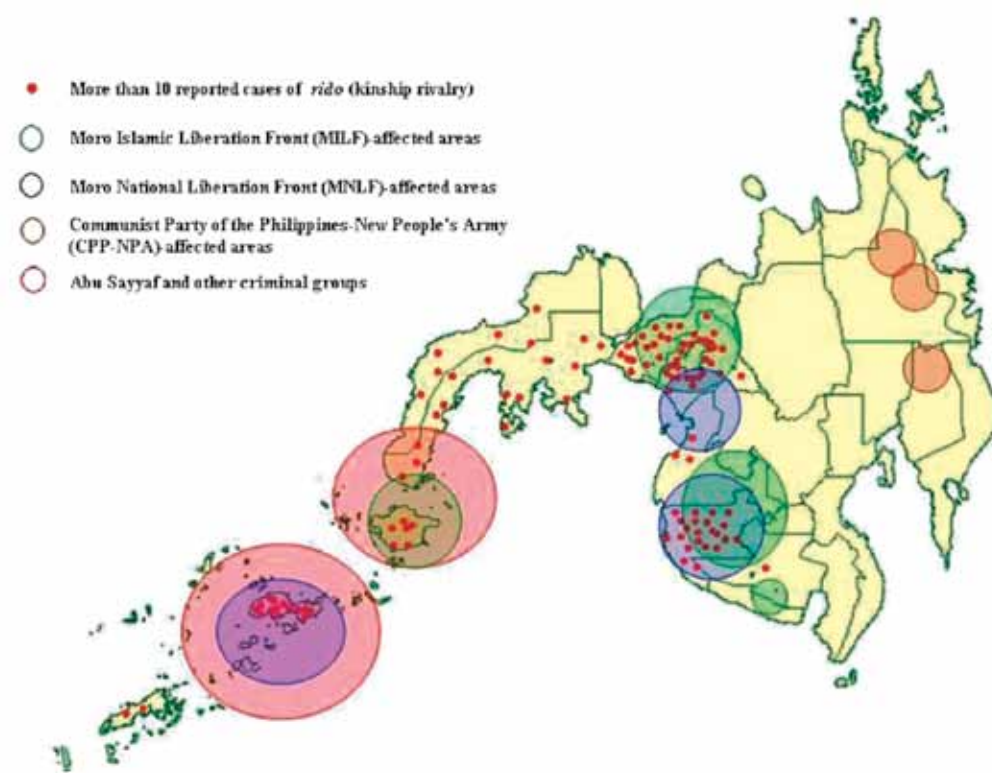 More than 10 reported cases of rido (kinship rivalry)
Moro Islamic Liberation Front (MILF)-affected areas
Moro National Liberation Front (MNLF)-affected areas
Communist Party of the Philippines-New People's Army
(CPP-NPA)-affected areas
Abu Sayyaf and other criminal groups